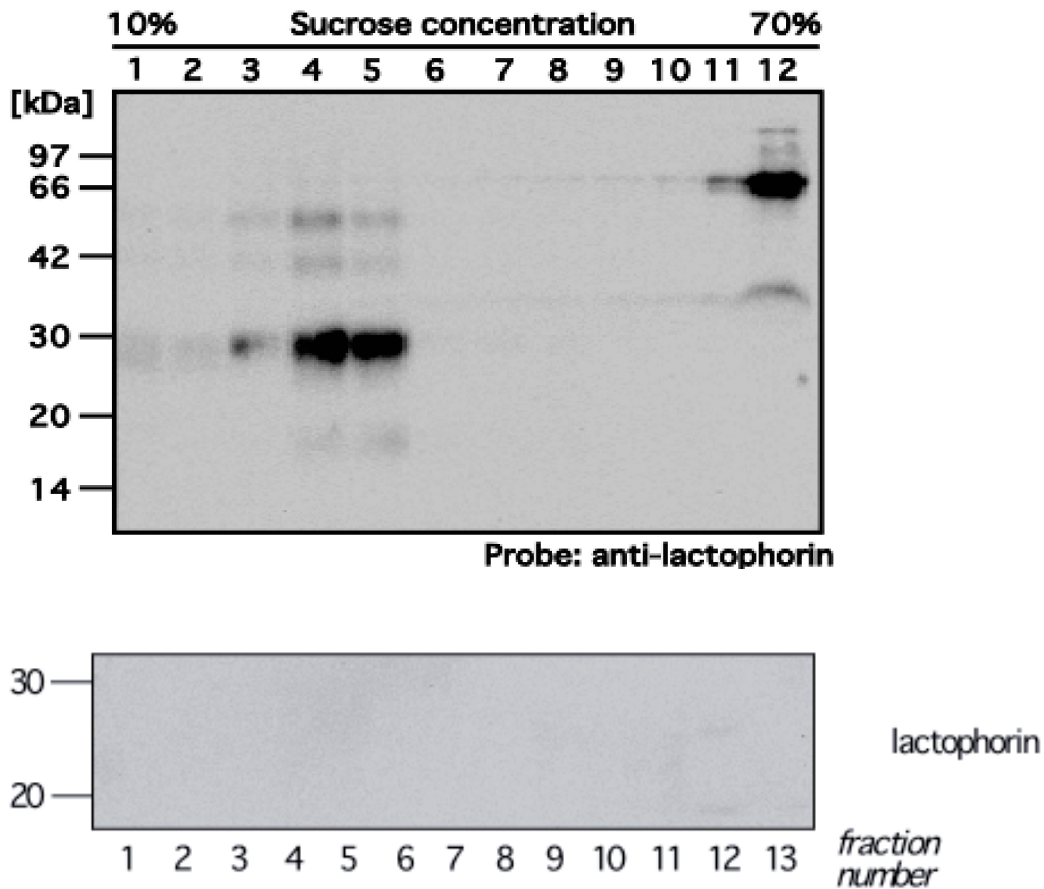 10% Sucrose concentration 70%
1 2 3 4 5 6 7 8 9 10 11 12
[kDa]
97
66
42
30
20
14
Probe: anti-lactophorin
30
lactophorin
20
1 2 3 4 5 6 7 8 9 10 11 12 13
fraction
number